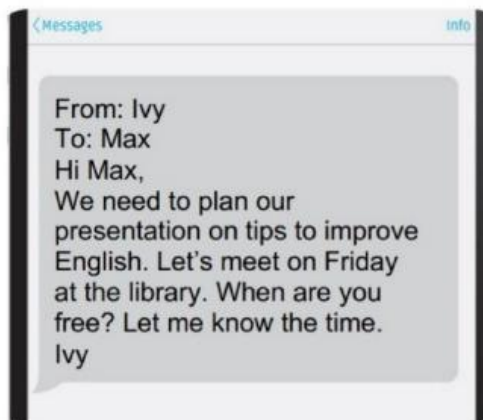 Messages
Info
From: Ivy
To: Max
Hi Max,
We need to plan our
presentation on tips to improve
English. Let's meet on Friday
at the library. When are you
free? Let me know the time.
Ivy